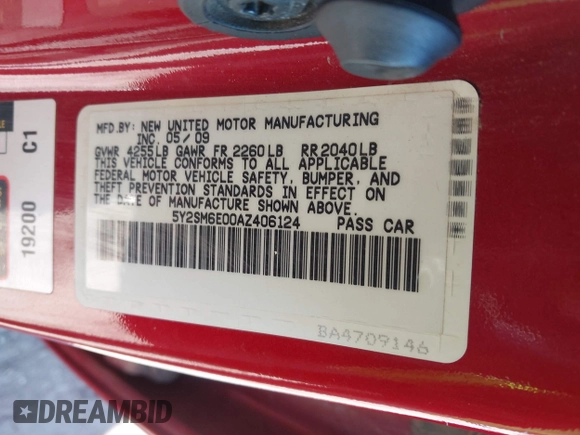 MFD.BY: NEW UNITED MOTOR MANUFACTURING
INC. 05/09
GVWR 4255LB GAWR FR 2260LB RR2040LB
THIS VEHICLE CONFORMS TO ALL APPLICABLE
FEDERAL MOTOR VEHICLE SAFETY, BUMPER, AND
THEFT PREVENTION STANDARDS IN EFFECT ON
THE DATE OF MANUFACTURE SHOWN ABOVE.
5Y2SM6E00AZ406124 PASS CAR
BA4709146
19200 C1
DREAMBID